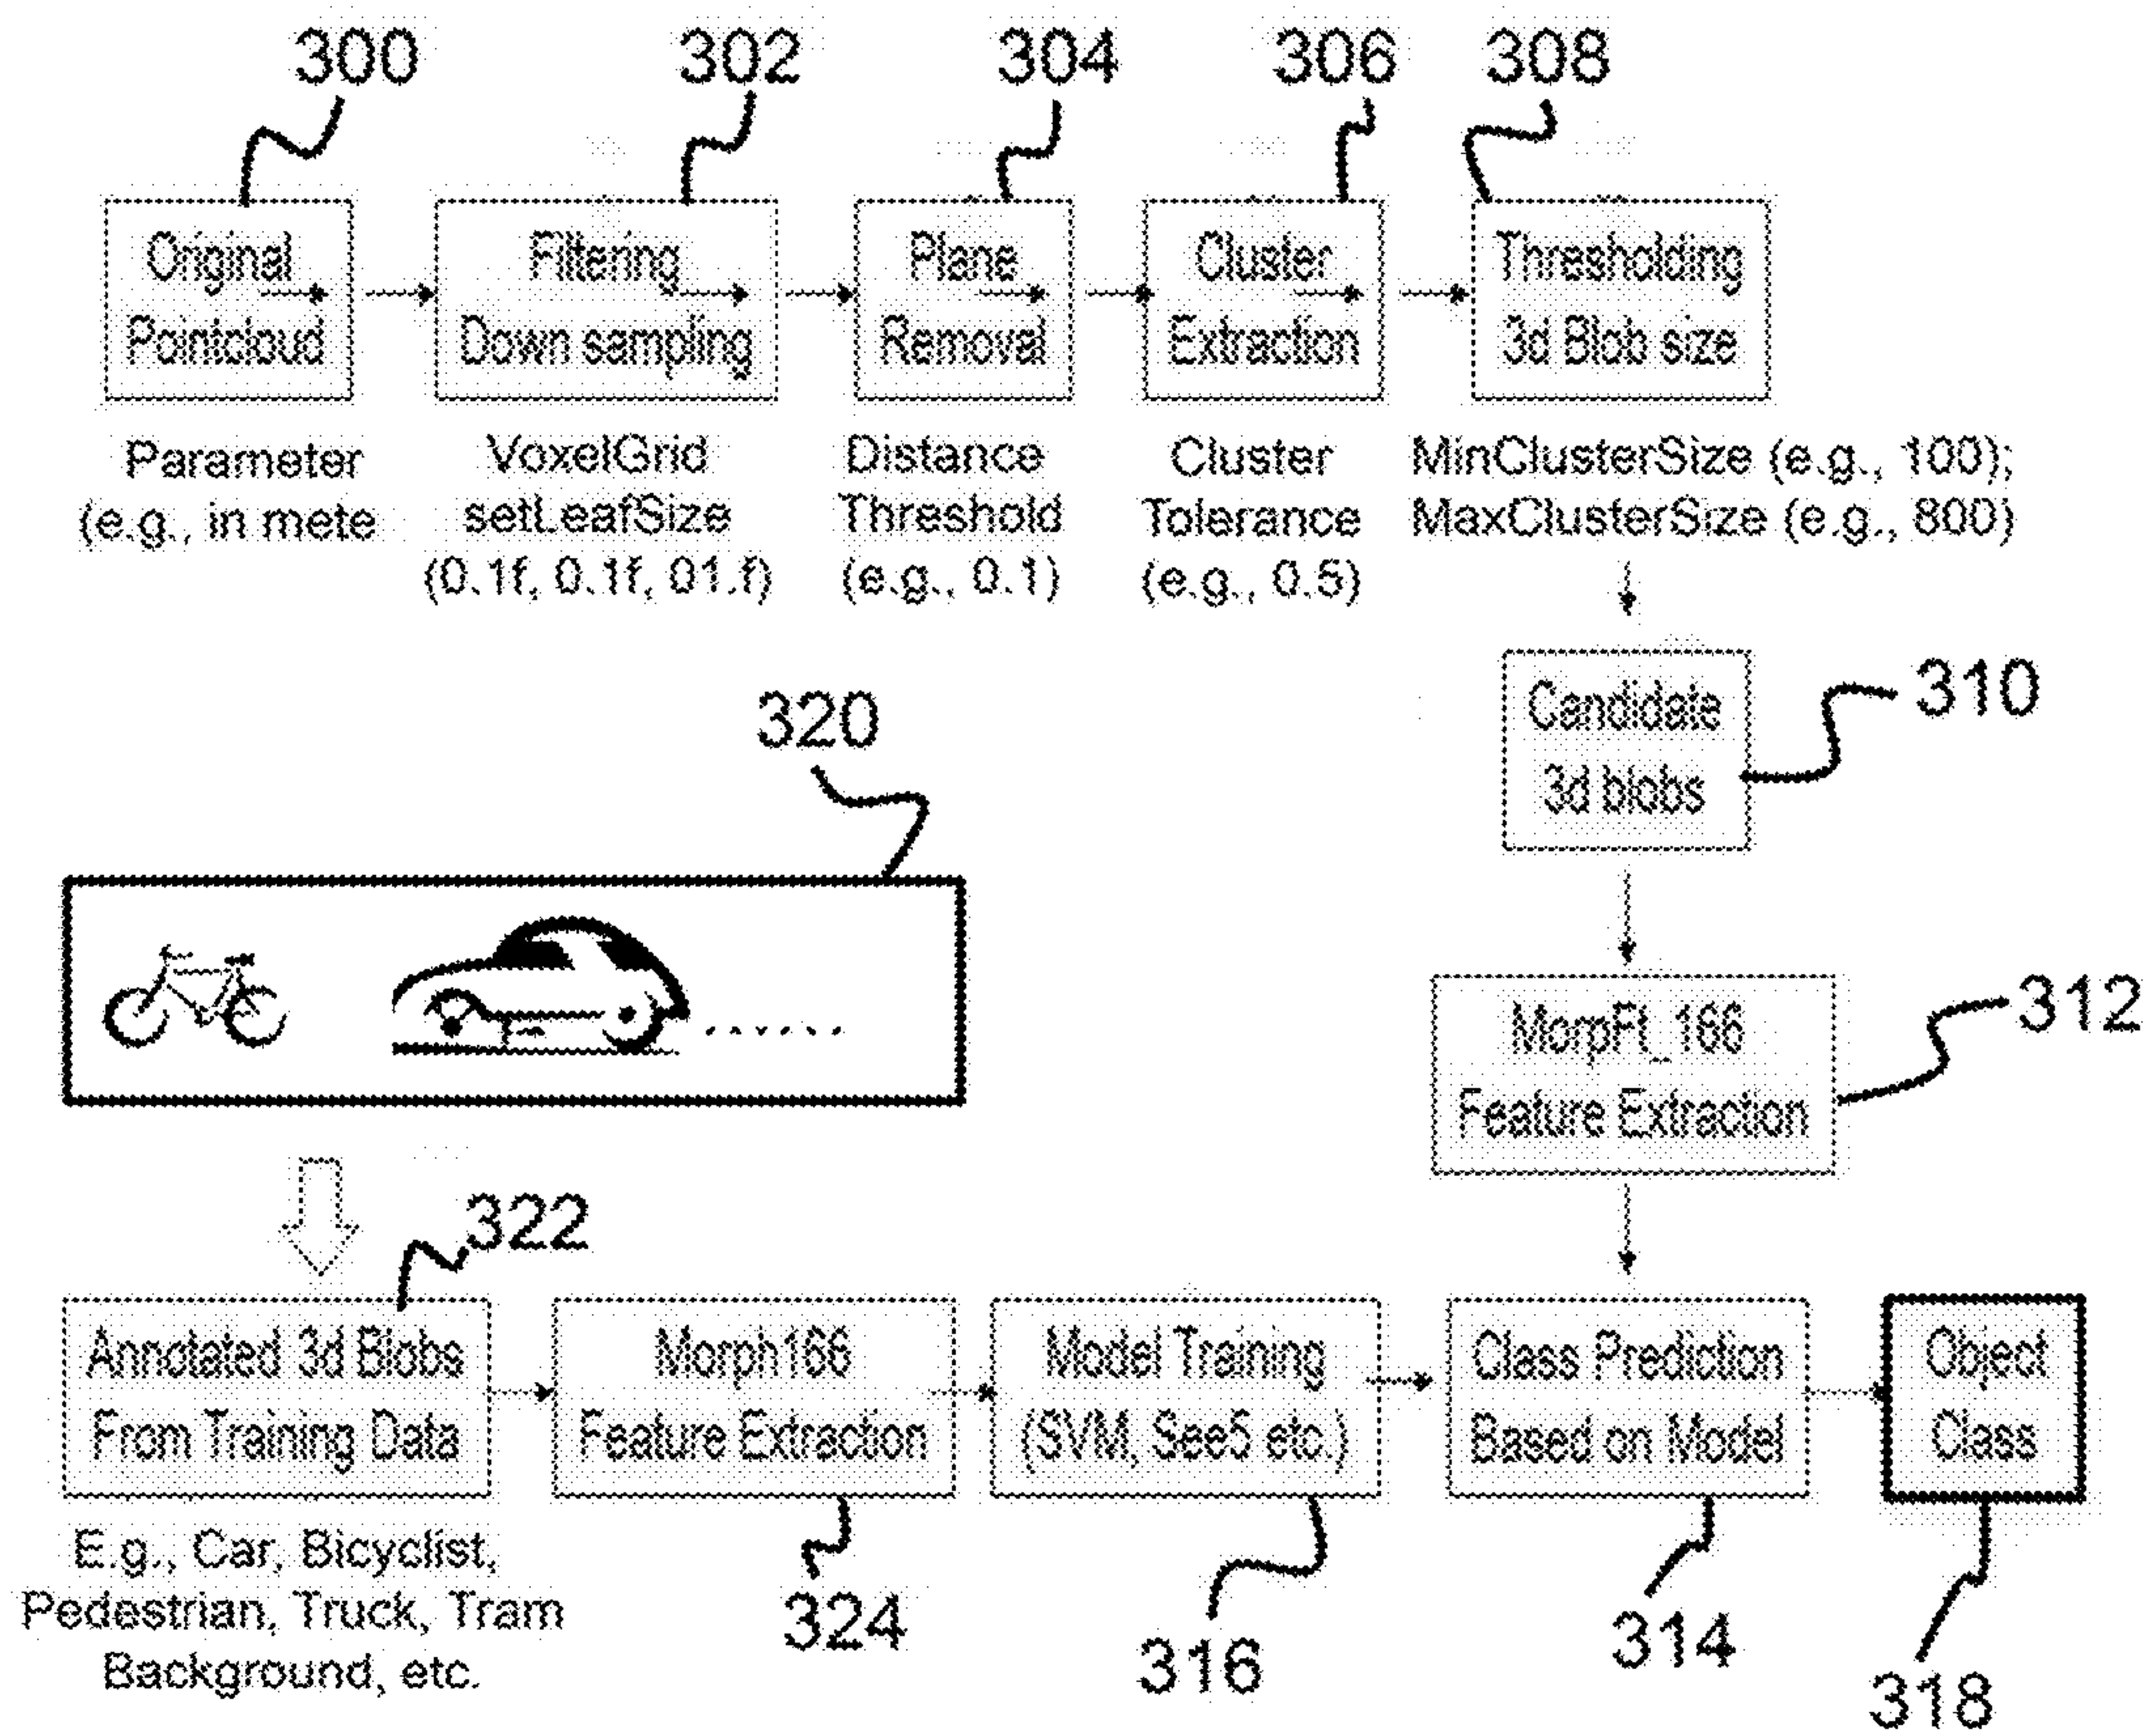 300
302
304
306
308
Original
Pointcloud
Filtering
Down sampling
Plane
Removal
Cluster
Extraction
Thresholding
3d Blob size
Parameter
(e.g., in mete
VoxelGrid
setLeafSize
(0.1f, 0.1f, 01.f)
Distance
Threshold
(e.g., 0.1)
Cluster
Tolerance
(e.g., 0.5)
MinClusterSize (e.g., 100);
MaxClusterSize (e.g., 800)
Candidate
3d blobs
310
320
MorpFt_166
Feature Extraction
312
322
Annotated 3d Blobs
From Training Data
Morph166
Feature Extraction
Model Training
(SVM, See5 etc.)
Class Prediction
Based on Model
Object
Class
E.g., Car, Bicyclist,
Pedestrian, Truck, Tram
Background, etc.
324
316
314
318